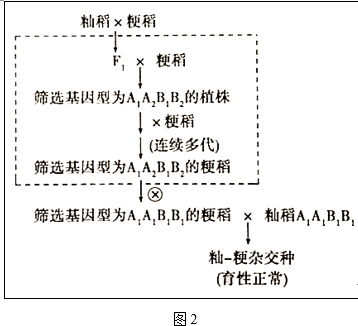 籼稻×粳稻
F₁ × 粳稻
筛选基因型为A₁A₂B₁B₂的植株
×粳稻
(连续多代)
筛选基因型为A₁A₂B₁B₂的粳稻
⊗
筛选基因型为A₁A₁B₁B₁的粳稻 × 籼稻A₁A₁B₁B₁
籼-粳杂交种
(育性正常)
图2